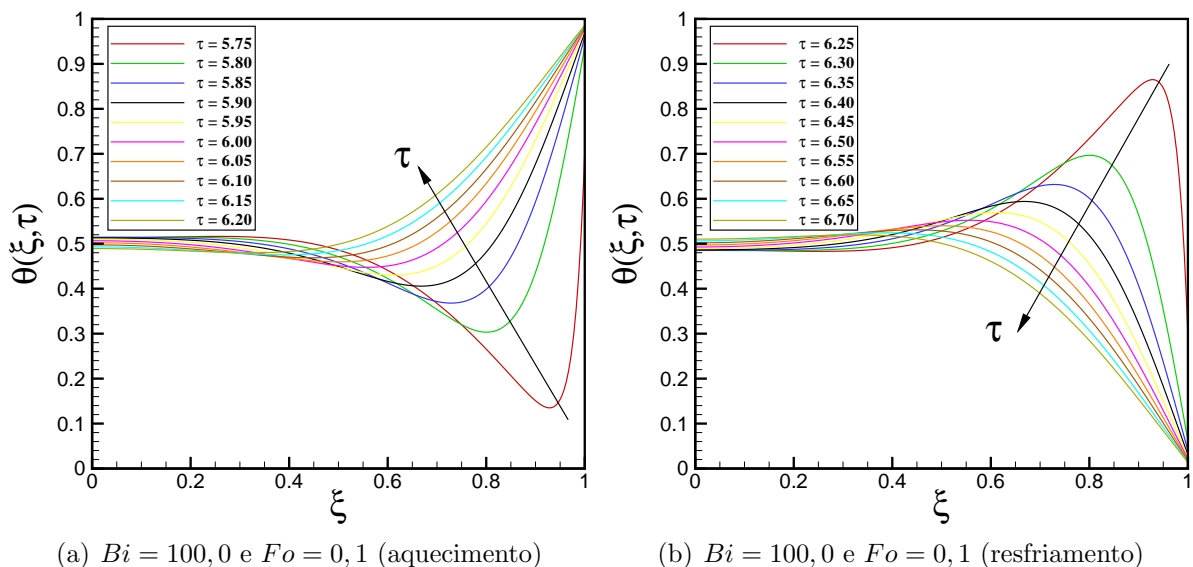 θ(ξ,τ)
1
0.9
0.8
0.7
0.6
0.5
0.4
0.3
0.2
0.1
0
τ = 5.75
τ = 5.80
τ = 5.85
τ = 5.90
τ = 5.95
τ = 6.00
τ = 6.05
τ = 6.10
τ = 6.15
τ = 6.20
τ
0 0.2 0.4 0.6 0.8 1
ξ
(a) Bi = 100, 0 e Fo = 0, 1 (aquecimento)
θ(ξ,τ)
1
0.9
0.8
0.7
0.6
0.5
0.4
0.3
0.2
0.1
0
τ = 6.25
τ = 6.30
τ = 6.35
τ = 6.40
τ = 6.45
τ = 6.50
τ = 6.55
τ = 6.60
τ = 6.65
τ = 6.70
τ
0 0.2 0.4 0.6 0.8 1
ξ
(b) Bi = 100, 0 e Fo = 0, 1 (resfriamento)